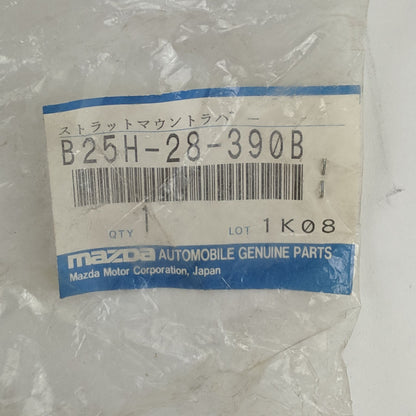 ストラットマウントラバー
B25H-28-390B
QTY 1 LOT 1K08
mazda AUTOMOBILE GENUINE PARTS
Mazda Motor Corporation, Japan